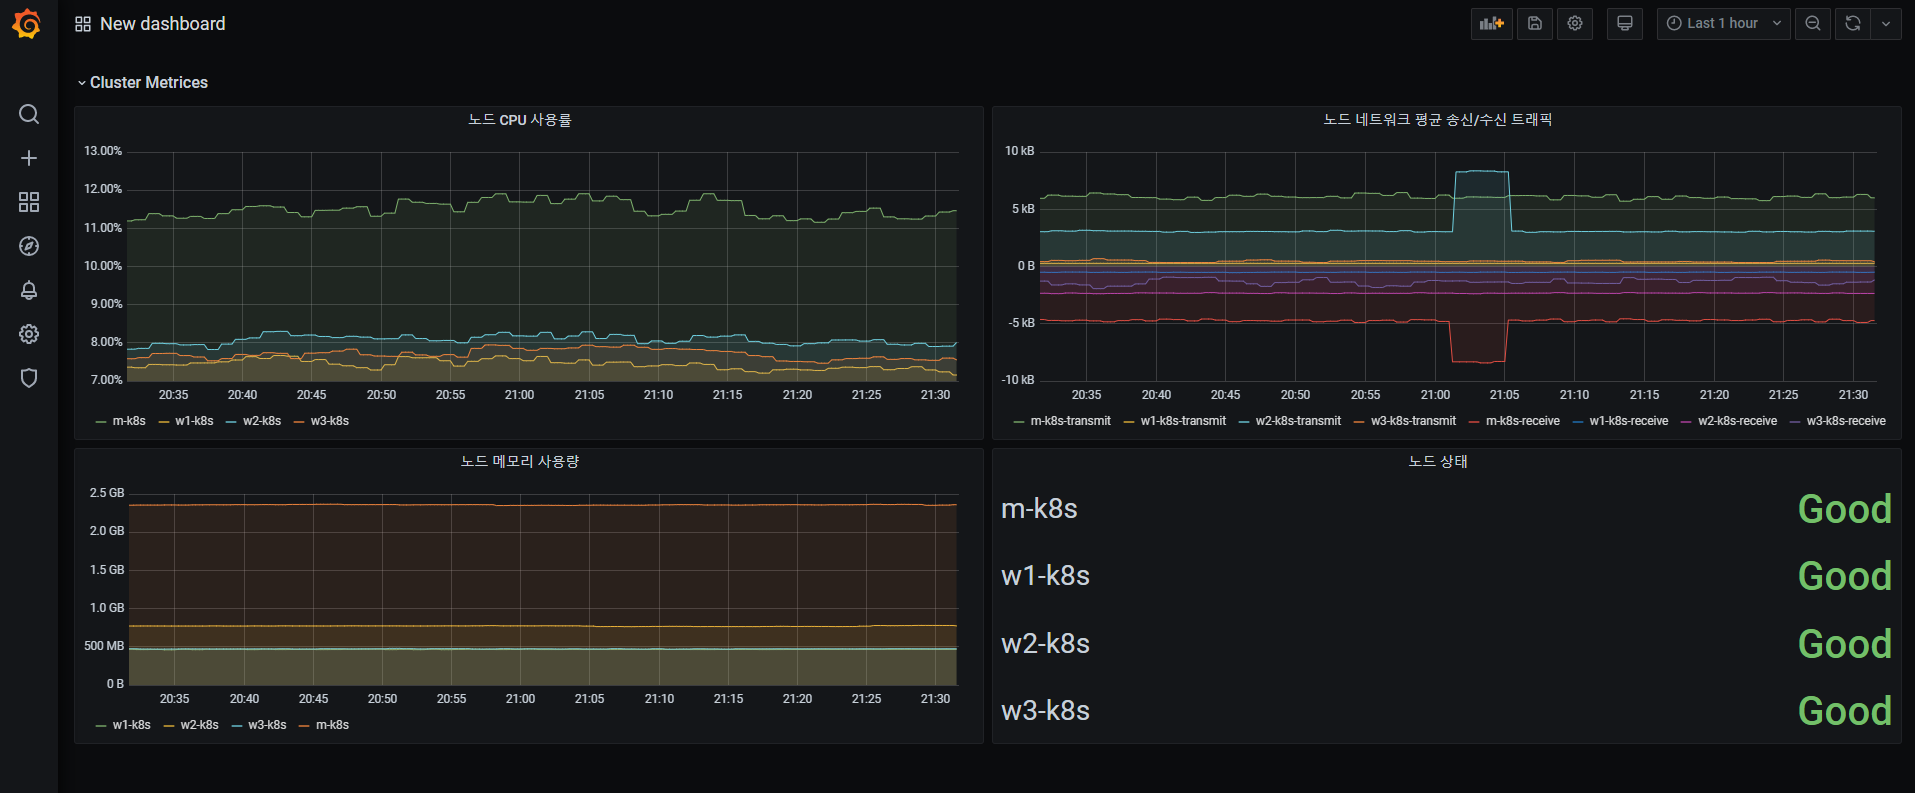 New dashboard
Last 1 hour
Cluster Metrices
노드 CPU 사용률
13.00%
12.00%
11.00%
10.00%
9.00%
8.00%
7.00%
20:35 20:40 20:45 20:50 20:55 21:00 21:05 21:10 21:15 21:20 21:25 21:30
m-k8s w1-k8s w2-k8s w3-k8s
노드 네트워크 평균 송신/수신 트래픽
10 kB
5 kB
0 B
-5 kB
-10 kB
20:35 20:40 20:45 20:50 20:55 21:00 21:05 21:10 21:15 21:20 21:25 21:30
m-k8s-transmit w1-k8s-transmit w2-k8s-transmit w3-k8s-transmit m-k8s-receive w1-k8s-receive w2-k8s-receive w3-k8s-receive
노드 메모리 사용량
2.5 GB
2.0 GB
1.5 GB
1.0 GB
500 MB
0 B
20:35 20:40 20:45 20:50 20:55 21:00 21:05 21:10 21:15 21:20 21:25 21:30
w1-k8s w2-k8s w3-k8s m-k8s
노드 상태
m-k8s Good
w1-k8s Good
w2-k8s Good
w3-k8s Good